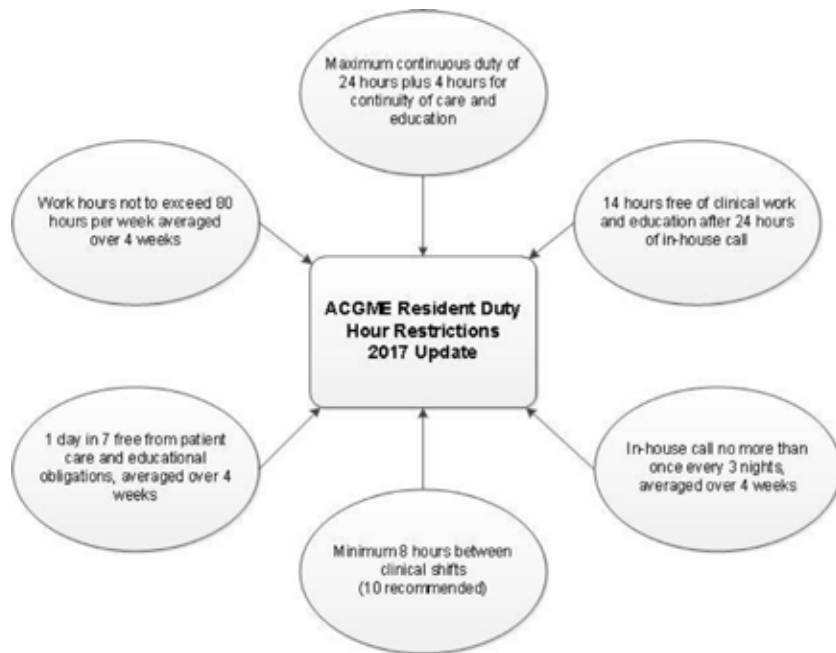 Maximum continuous duty of
24 hours plus 4 hours for
continuity of care and
education
Work hours not to exceed 80
hours per week averaged
over 4 weeks
14 hours free of clinical work
and education after 24 hours
of in-house call
ACGME Resident Duty
Hour Restrictions
2017 Update
1 day in 7 free from patient
care and educational
obligations, averaged over 4
weeks
In-house call no more than
once every 3 nights,
averaged over 4 weeks
Minimum 8 hours between
clinical shifts
(10 recommended)